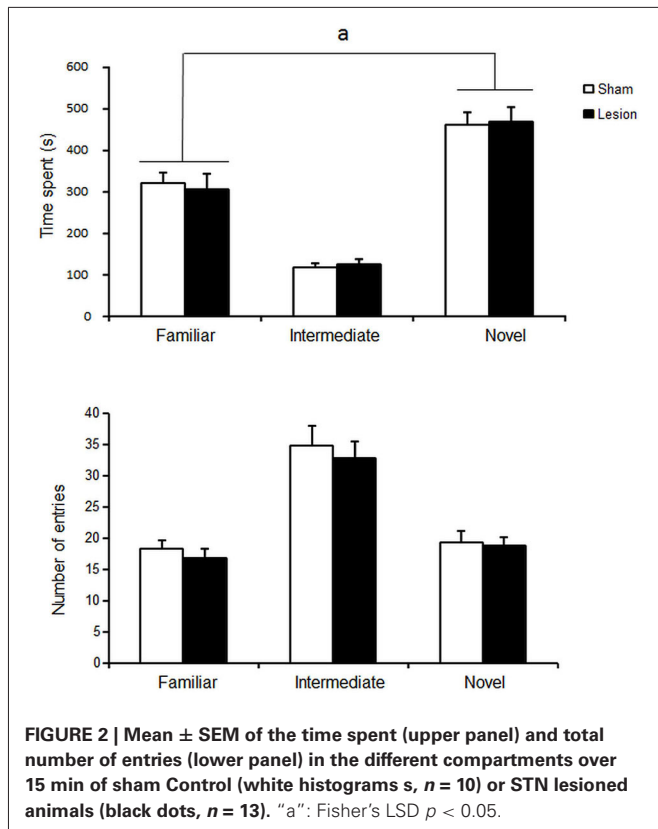 a
600
500
400
300
200
100
0
Time spent (s)
Sham
Lesion
Familiar Intermediate Novel
40
35
30
25
20
15
10
5
0
Number of entries
Familiar Intermediate Novel
FIGURE 2 | Mean ± SEM of the time spent (upper panel) and total
number of entries (lower panel) in the different compartments over
15 min of sham Control (white histograms s, n = 10) or STN lesioned
animals (black dots, n = 13). "a": Fisher's LSD p < 0.05.